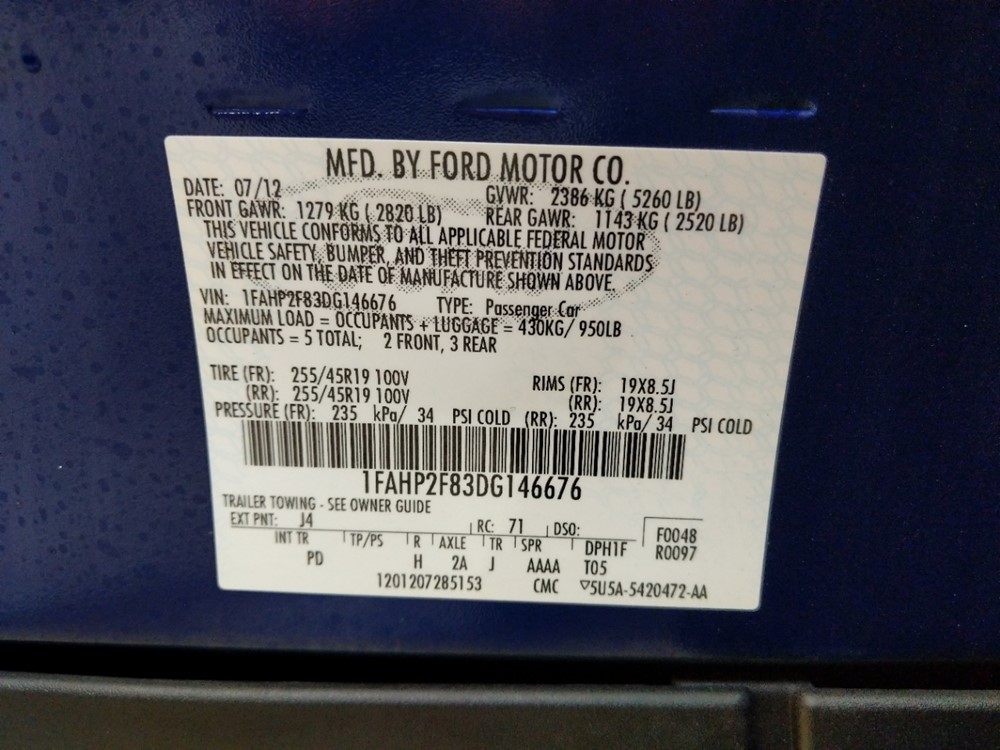 MFD. BY FORD MOTOR CO.
DATE: 07/12 GVWR: 2386 KG ( 5260 LB)
FRONT GAWR: 1279 KG ( 2820 LB) REAR GAWR: 1143 KG ( 2520 LB)
THIS VEHICLE CONFORMS TO ALL APPLICABLE FEDERAL MOTOR
VEHICLE SAFETY, BUMPER, AND THEFT PREVENTION STANDARDS
IN EFFECT ON THE DATE OF MANUFACTURE SHOWN ABOVE.
VIN: 1FAHP2F83DG146676 TYPE: Passenger Car
MAXIMUM LOAD = OCCUPANTS + LUGGAGE = 430KG/ 950LB
OCCUPANTS = 5 TOTAL; 2 FRONT, 3 REAR
TIRE (FR): 255/45R19 100V RIMS (FR): 19X8.5J
(RR): 255/45R19 100V (RR): 19X8.5J
PRESSURE (FR): 235 kPa/ 34 PSI COLD (RR): 235 kPa/ 34 PSI COLD
1FAHP2F83DG146676
TRAILER TOWING - SEE OWNER GUIDE
EXT PNT: J4 RC: 71 DSO: F0048
INT TR TP/PS R AXLE TR SPR DPH1F R0097
PD H 2A J AAAA T05
1201207285153 CMC ▽5U5A-5420472-AA